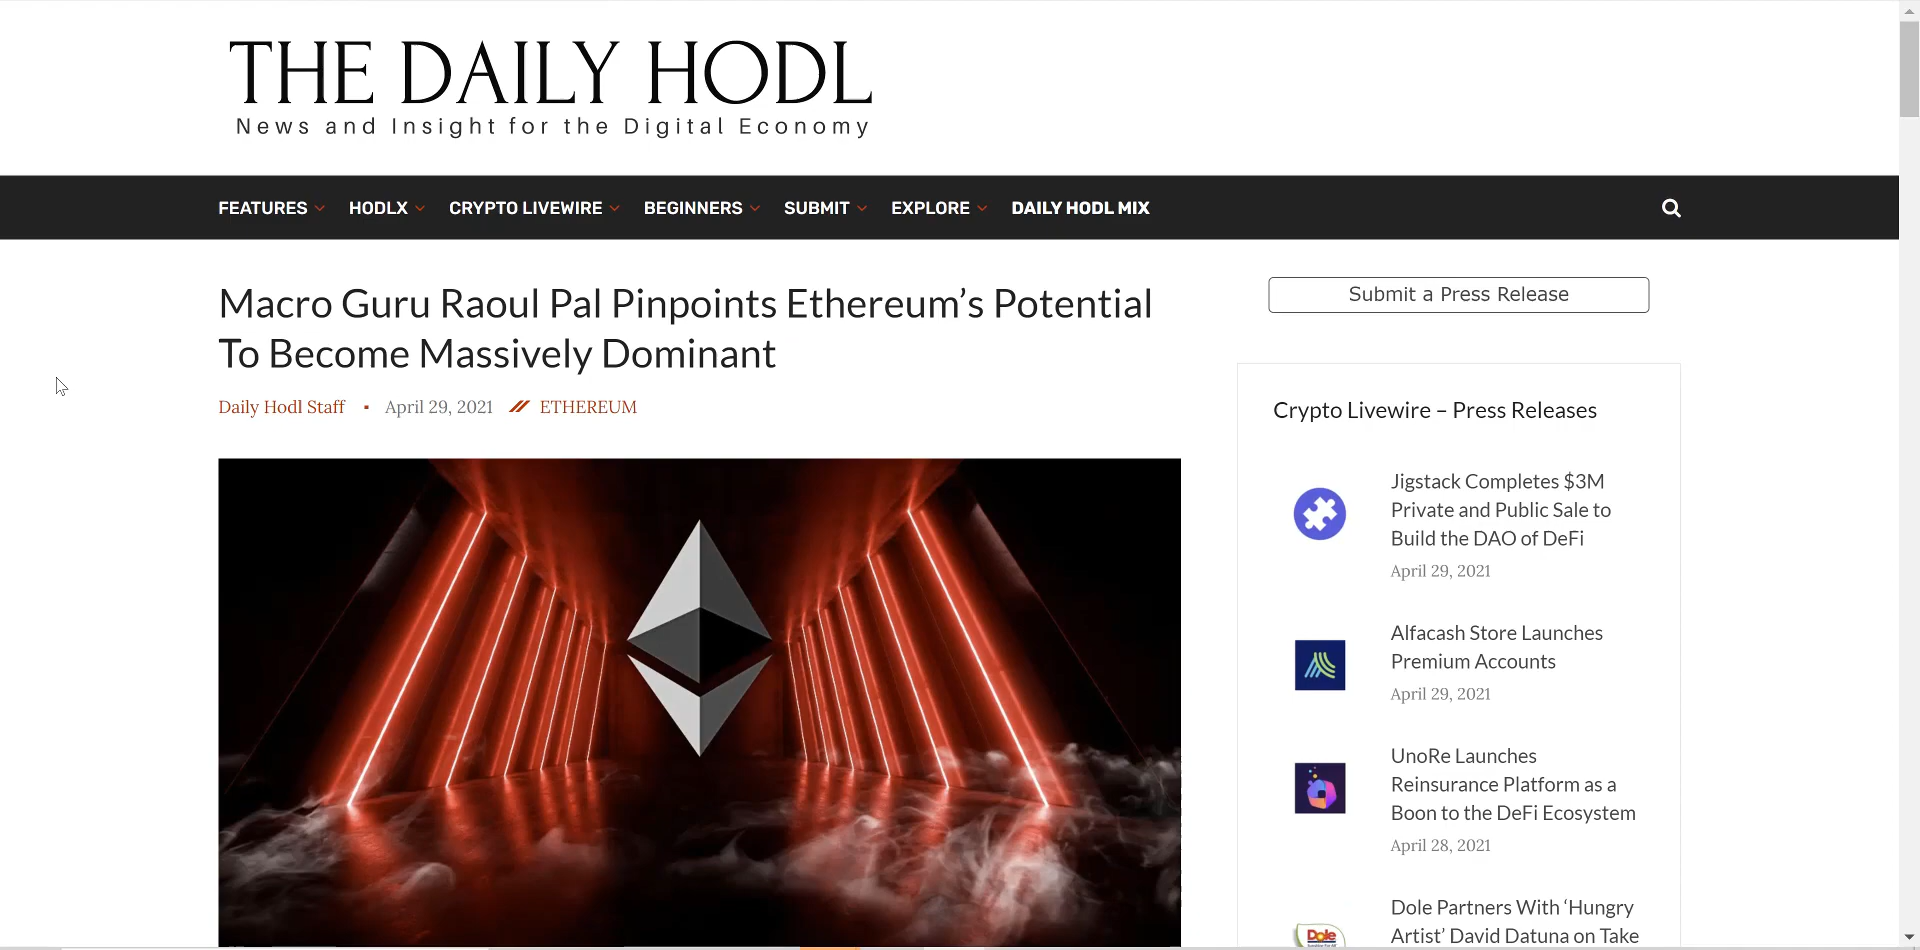 THE DAILY HODL
News and Insight for the Digital Economy
FEATURES HODLX CRYPTO LIVEWIRE BEGINNERS SUBMIT EXPLORE DAILY HODL MIX
Macro Guru Raoul Pal Pinpoints Ethereum’s Potential
To Become Massively Dominant
Daily Hodl Staff ▪ April 29, 2021 ETHEREUM
Submit a Press Release
Crypto Livewire – Press Releases
Jigstack Completes $3M
Private and Public Sale to
Build the DAO of DeFi
April 29, 2021
Alfacash Store Launches
Premium Accounts
April 29, 2021
UnoRe Launches
Reinsurance Platform as a
Boon to the DeFi Ecosystem
April 28, 2021
Dole
Dole Partners With ‘Hungry
Artist’ David Datuna on Take